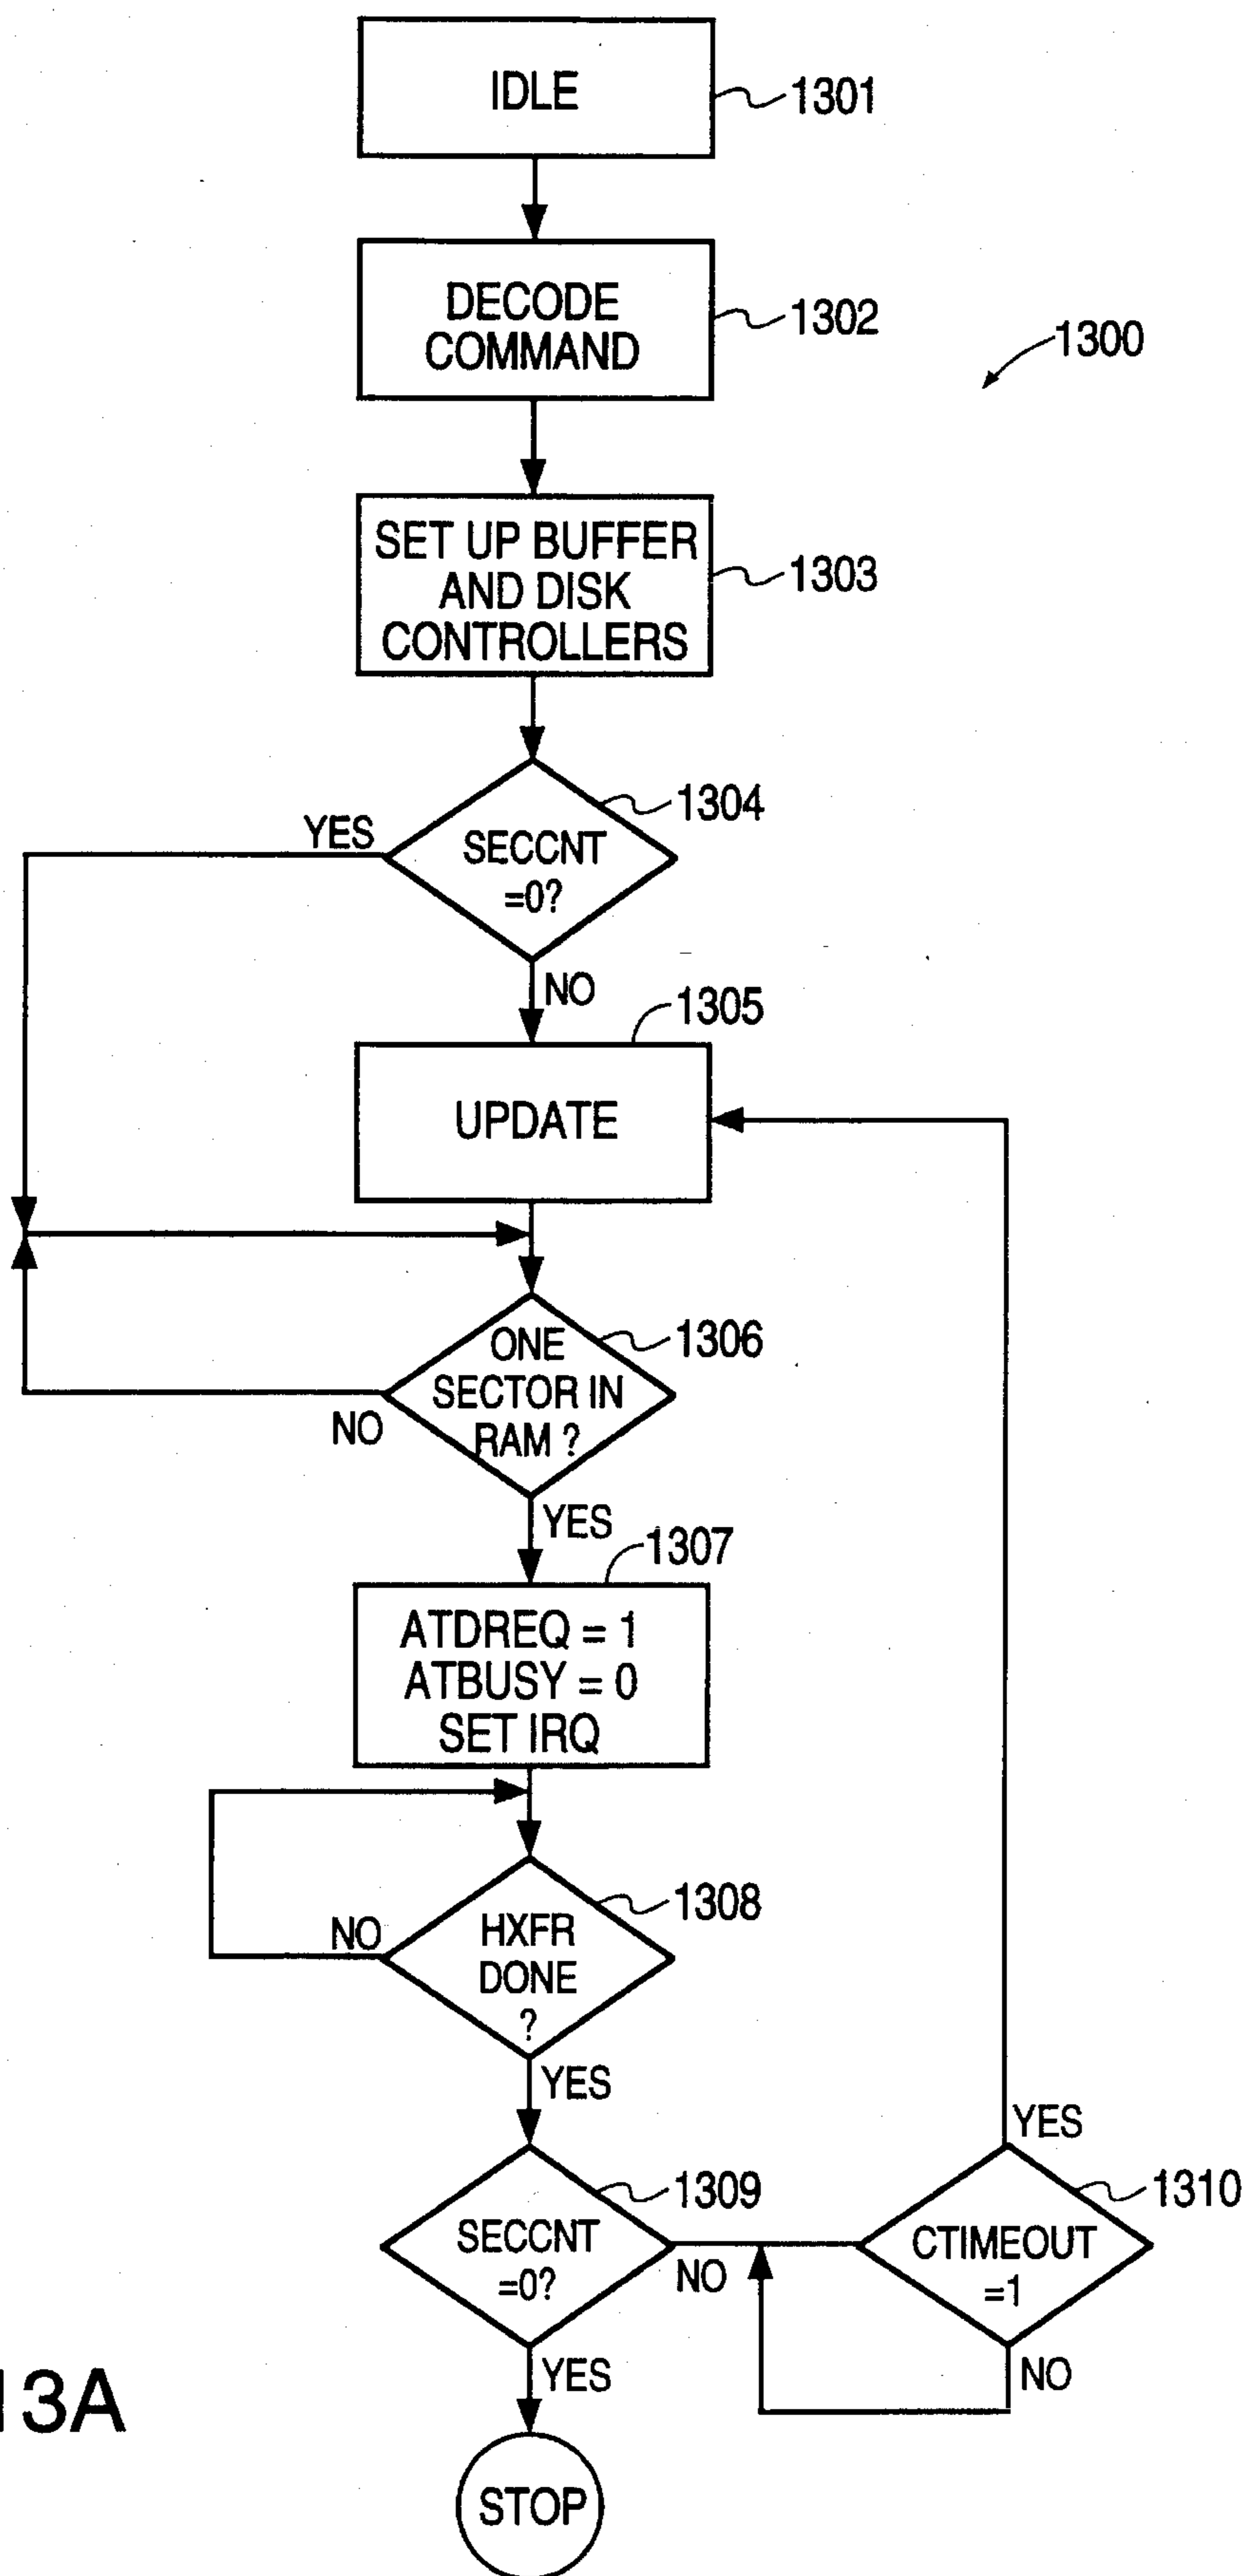 IDLE
1301
DECODE
COMMAND
1302
1300
SET UP BUFFER
AND DISK
CONTROLLERS
1303
1304
YES
SECCNT
=0?
NO
1305
UPDATE
1306
ONE
SECTOR IN
RAM ?
NO
YES
1307
ATDREQ = 1
ATBUSY = 0
SET IRQ
1308
NO
HXFR
DONE
?
YES
1309
SECCNT
=0?
NO
YES
1310
CTIMEOUT
=1
NO
YES
13A
STOP